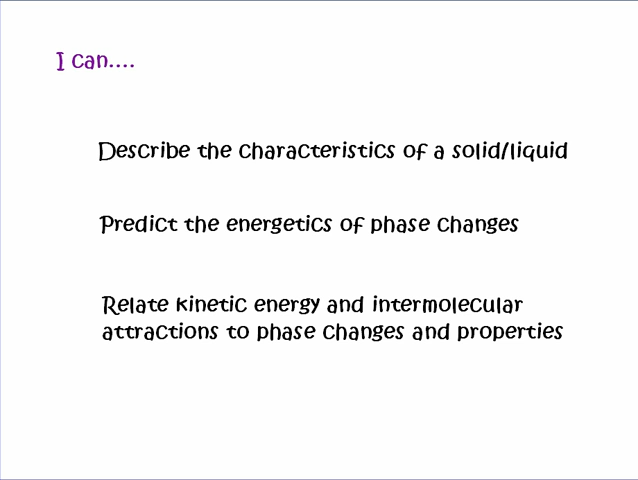 I can....
Describe the characteristics of a solid/liquid
Predict the energetics of phase changes
Relate kinetic energy and intermolecular
attractions to phase changes and properties